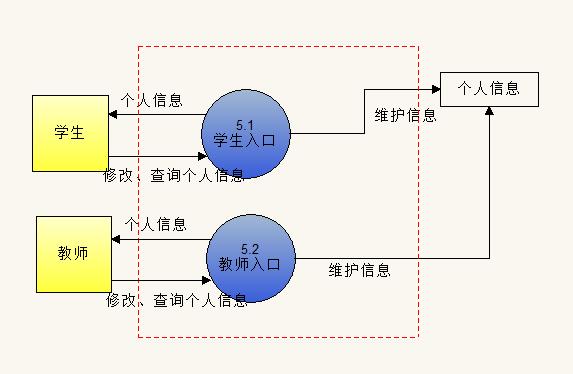 个人信息
个人信息
学生
5.1
学生入口
维护信息
修改、查询个人信息
个人信息
教师
5.2
教师入口
维护信息
修改、查询个人信息